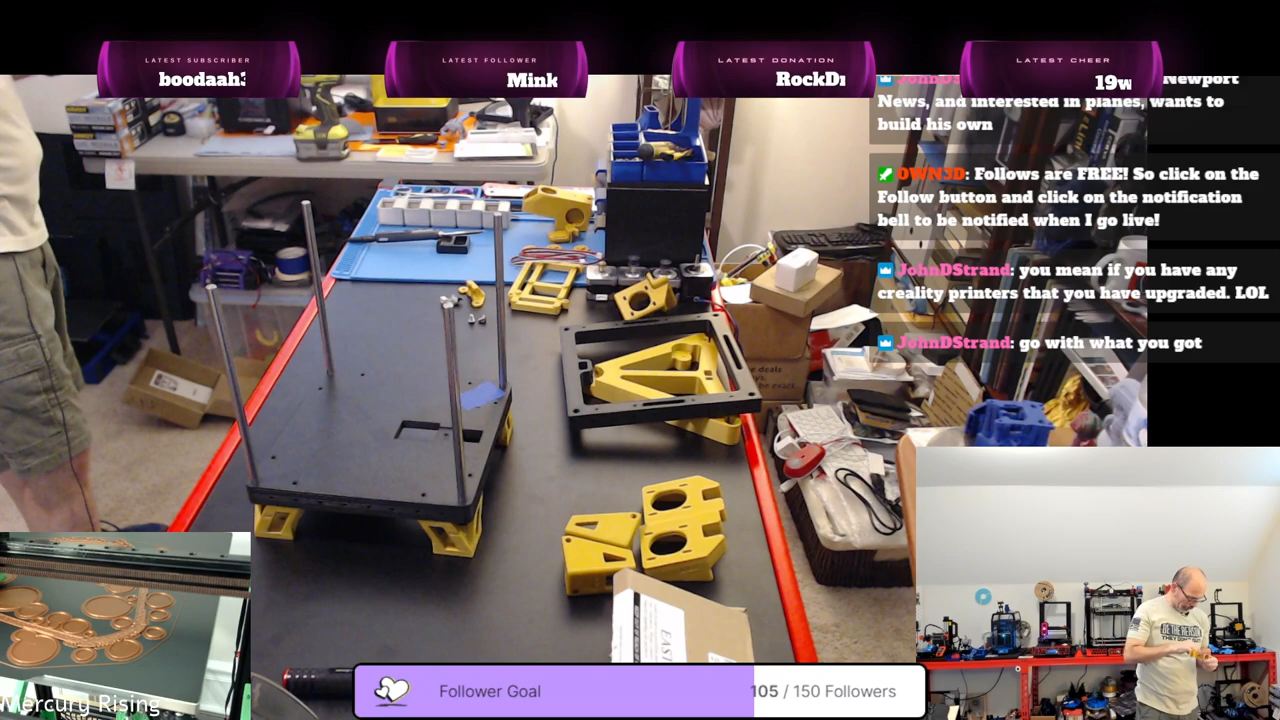 LATEST SUBSCRIBER
boodaah
LATEST FOLLOWER
Mink
LATEST DONATION
RockD
LATEST CHEER
19w
Newport
News, and interested in planes, wants to
build his own
OWN3D: Follows are FREE! So click on the
Follow button and click on the notification
bell to be notified when I go live!
JohnDStrand: you mean if you have any
creality printers that you have upgraded. LOL
JohnDStrand: go with what you got
Mercury Rising
Follower Goal
105 / 150 Followers